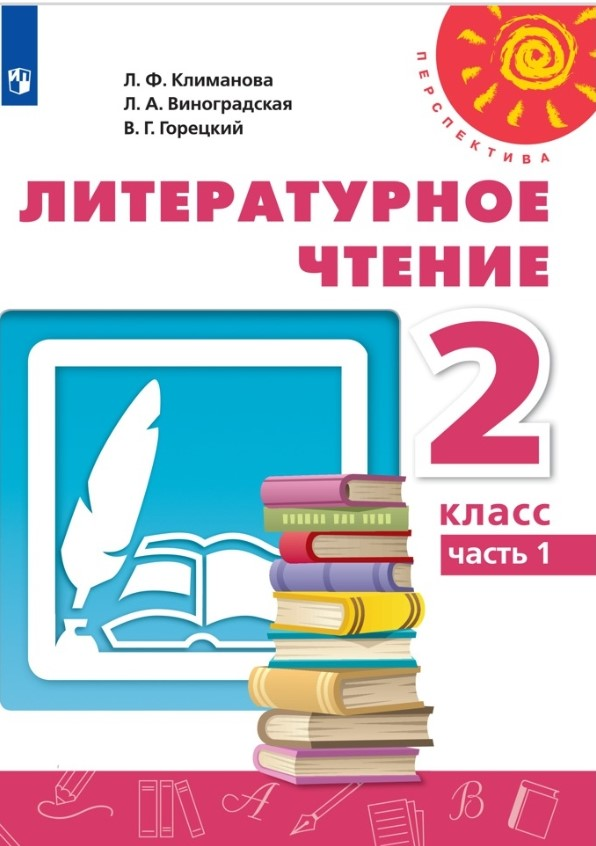 Л. Ф. Климанова
Л. А. Виноградская
В. Г. Горецкий
ПЕРСПЕКТИВА
ЛИТЕРАТУРНОЕ
ЧТЕНИЕ
2
класс
часть 1
А
В